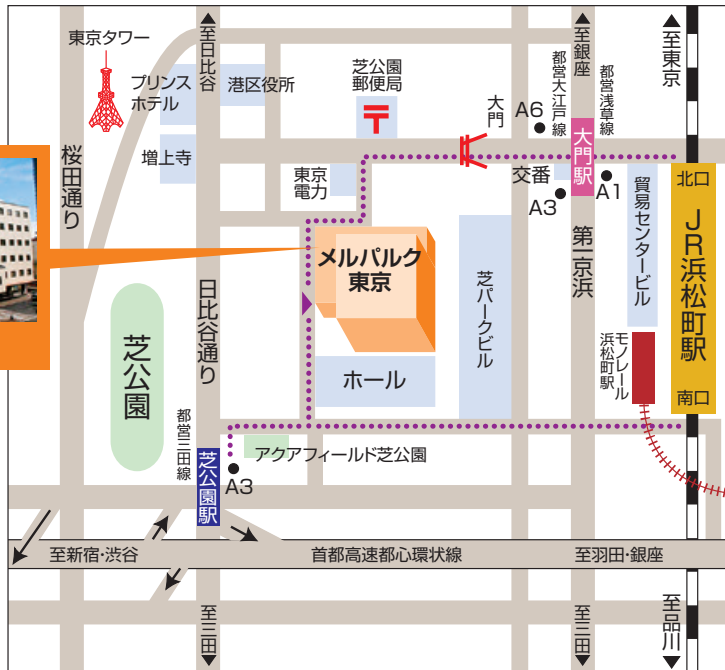 東京タワー
至日比谷
至銀座
至東京
プリンス
ホテル
港区役所
芝公園
郵便局
大門
都営大江戸線
都営浅草線
A6
大門駅
桜田通り
増上寺
東京
電力
交番
A3
A1
北口
貿易センタービル
JR浜松町駅
メルパルク
東京
第一京浜
日比谷通り
芝パークビル
芝公園
ホール
モノレール
浜松町駅
南口
都営三田線
芝公園駅
A3
アクアフィールド芝公園
至新宿・渋谷
首都高速都心環状線
至羽田・銀座
至三田
至三田
至品川